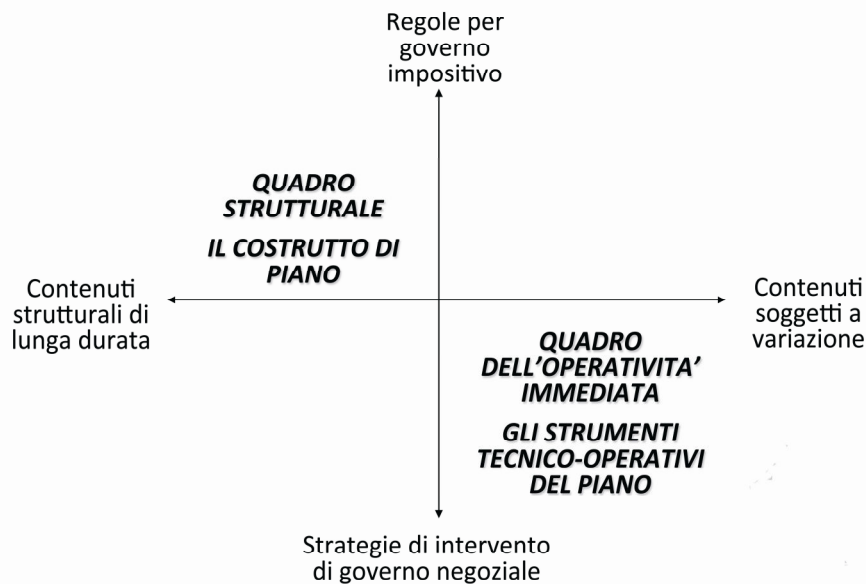 Regole per
governo
impositivo
QUADRO
STRUTTURALE
IL COSTRUTTO DI
PIANO
Contenuti
strutturali di
lunga durata
Contenuti
soggetti a
variazione
QUADRO
DELL’OPERATIVITA’
IMMEDIATA
GLI STRUMENTI
TECNICO-OPERATIVI
DEL PIANO
Strategie di intervento
di governo negoziale